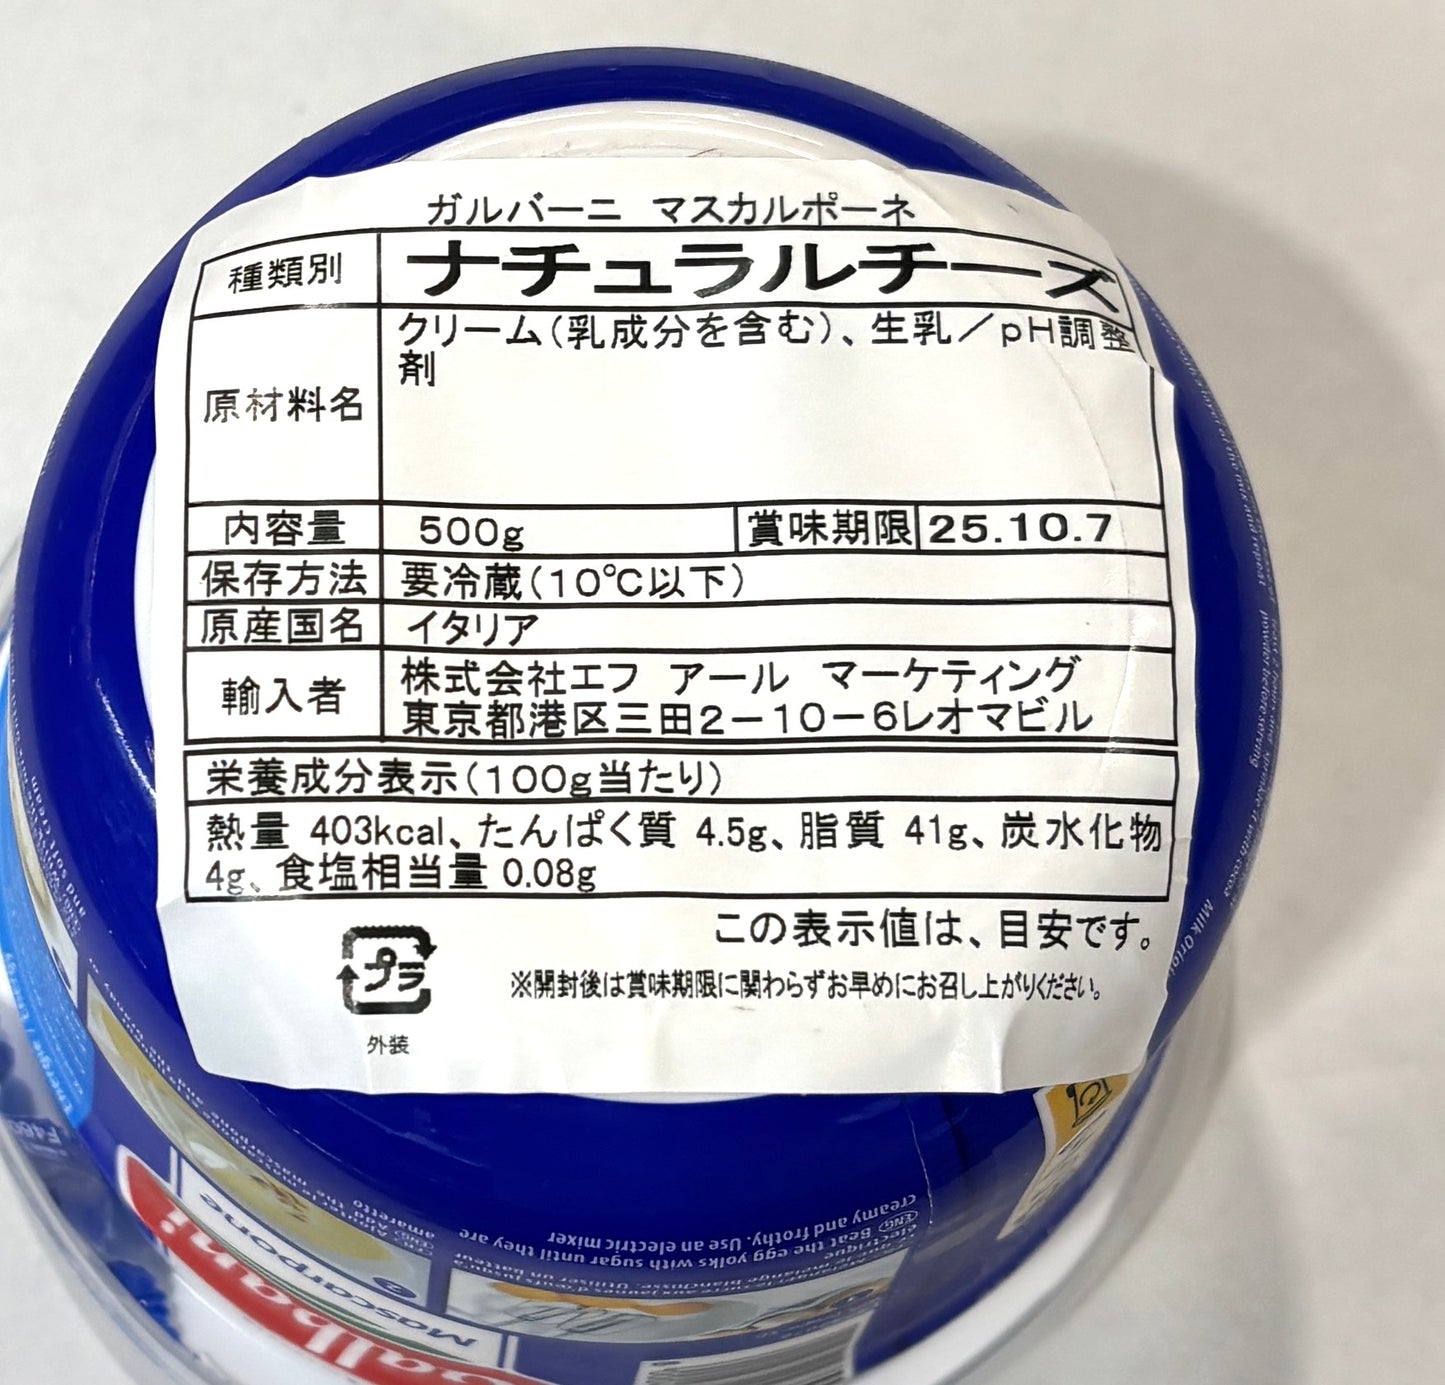 ガルバーニ マスカルポーネ
種類別 ナチュラルチーズ
原材料名 クリーム(乳成分を含む)、生乳／pH調整
剤
内容量 500g 賞味期限 25.10.7
保存方法 要冷蔵(10℃以下)
原産国名 イタリア
輸入者 株式会社エフ アール マーケティング
東京都港区三田2−10−6レオマビル
栄養成分表示(100g当たり)
熱量 403kcal、たんぱく質 4.5g、脂質 41g、炭水化物
4g、食塩相当量 0.08g
この表示値は、目安です。
※開封後は賞味期限に関わらずお早めにお召し上がりください。
プラ
外装
Galbani
Mascarpone
ENG Beat the egg yolks with sugar until they are
creamy and frothy. Use an electric mixer
powder before serving